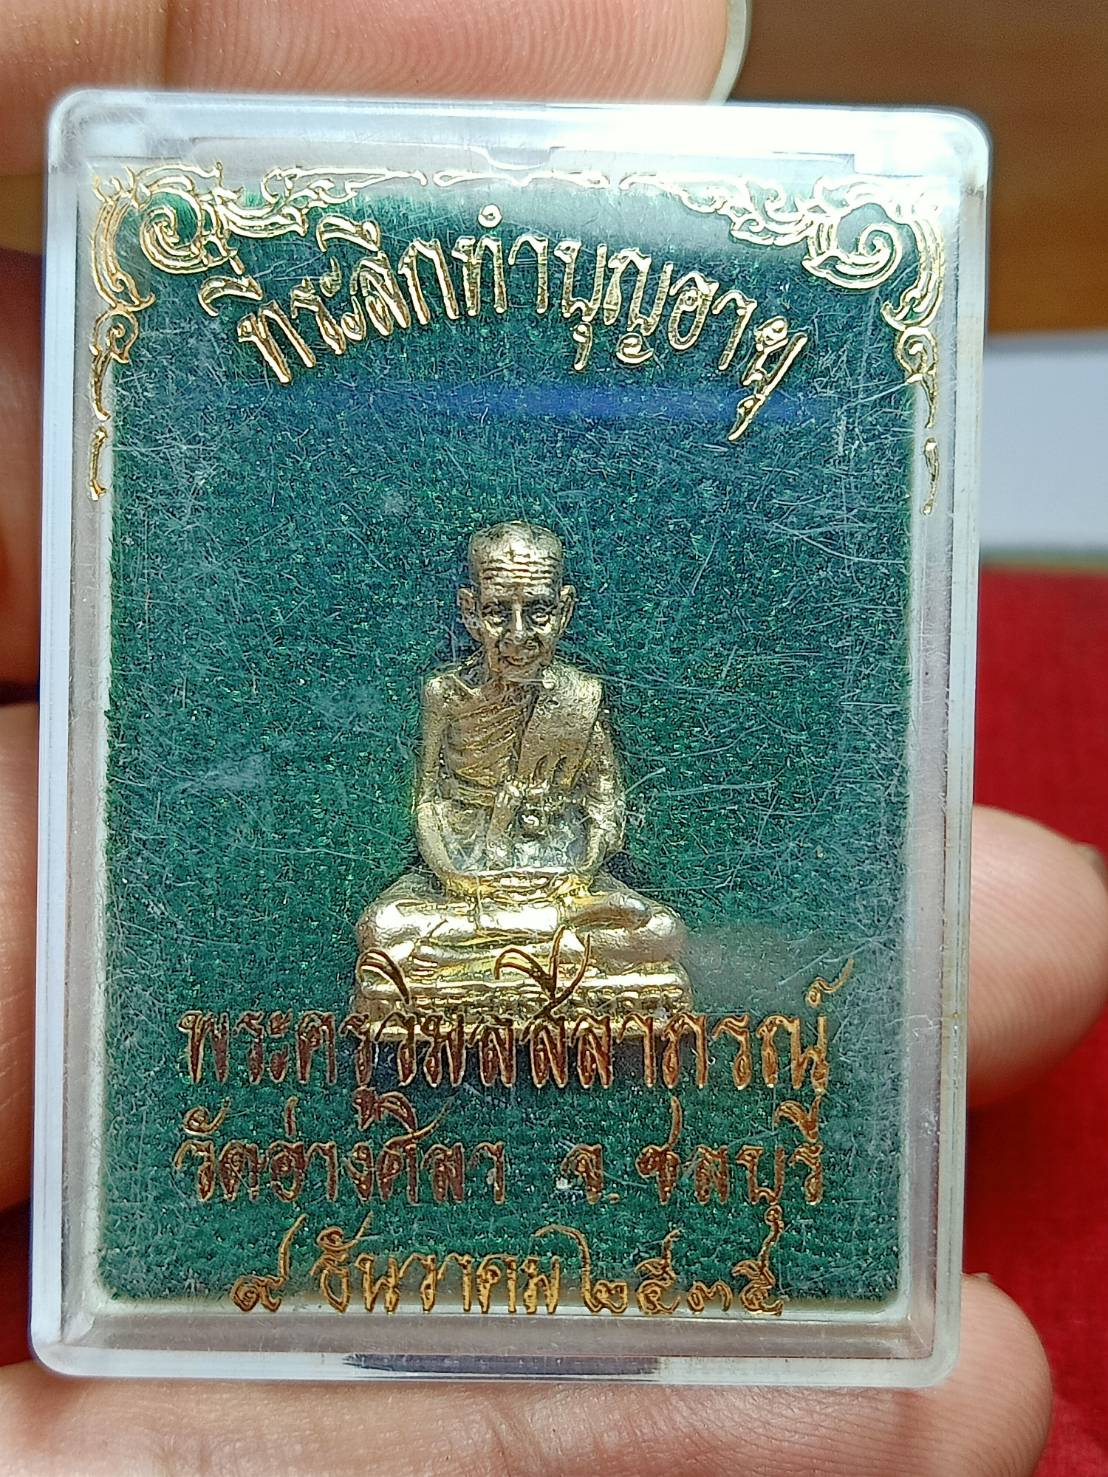 ที่ระลึกทำบุญอายุ
พระครูวิมลสีลาภรณ์
วัดอ่างศิลา จ.ชลบุรี
๙ ธันวาคม ๒๕๓๕